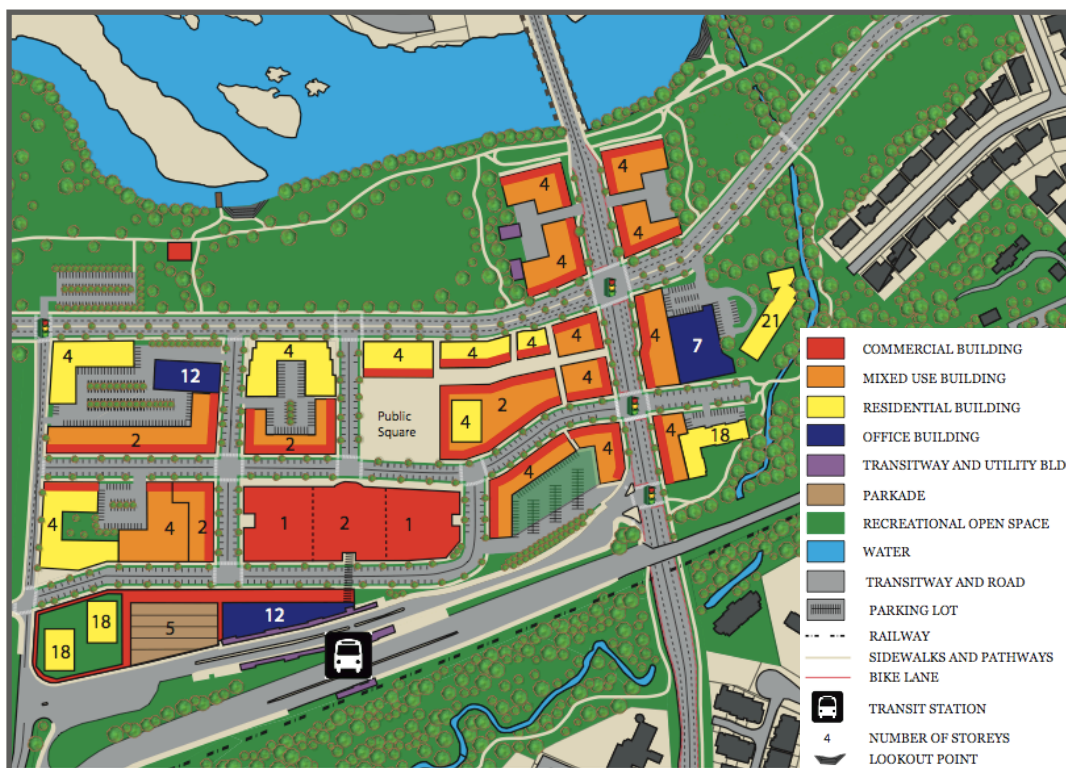 4
4
4
4
4
4
12
4
4
4
4
4
4
7
21
2
2
Public
Square
4
2
4
18
4
4
4
4
2
1
2
1
18
18
5
12
COMMERCIAL BUILDING
MIXED USE BUILDING
RESIDENTIAL BUILDING
OFFICE BUILDING
TRANSITWAY AND UTILITY BLD
PARKADE
RECREATIONAL OPEN SPACE
WATER
TRANSITWAY AND ROAD
PARKING LOT
RAILWAY
SIDEWALKS AND PATHWAYS
BIKE LANE
TRANSIT STATION
4 NUMBER OF STOREYS
LOOKOUT POINT